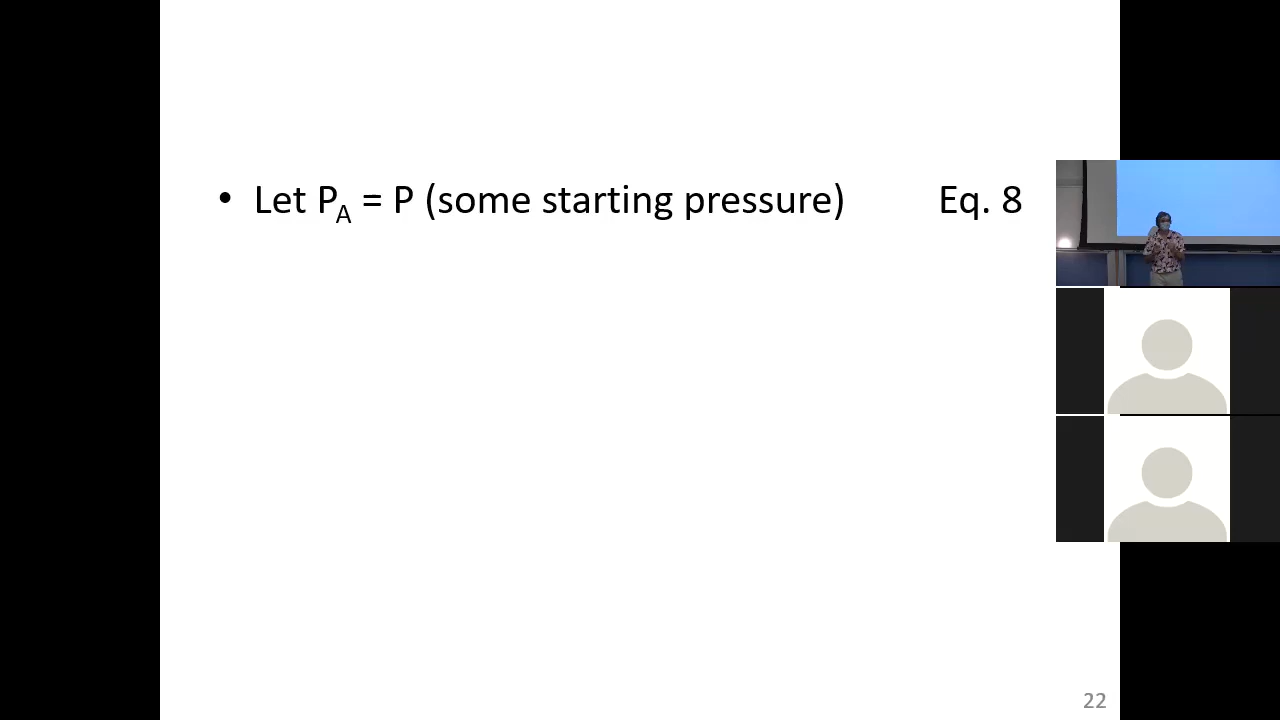 • Let P_A = P (some starting pressure) Eq. 8
22